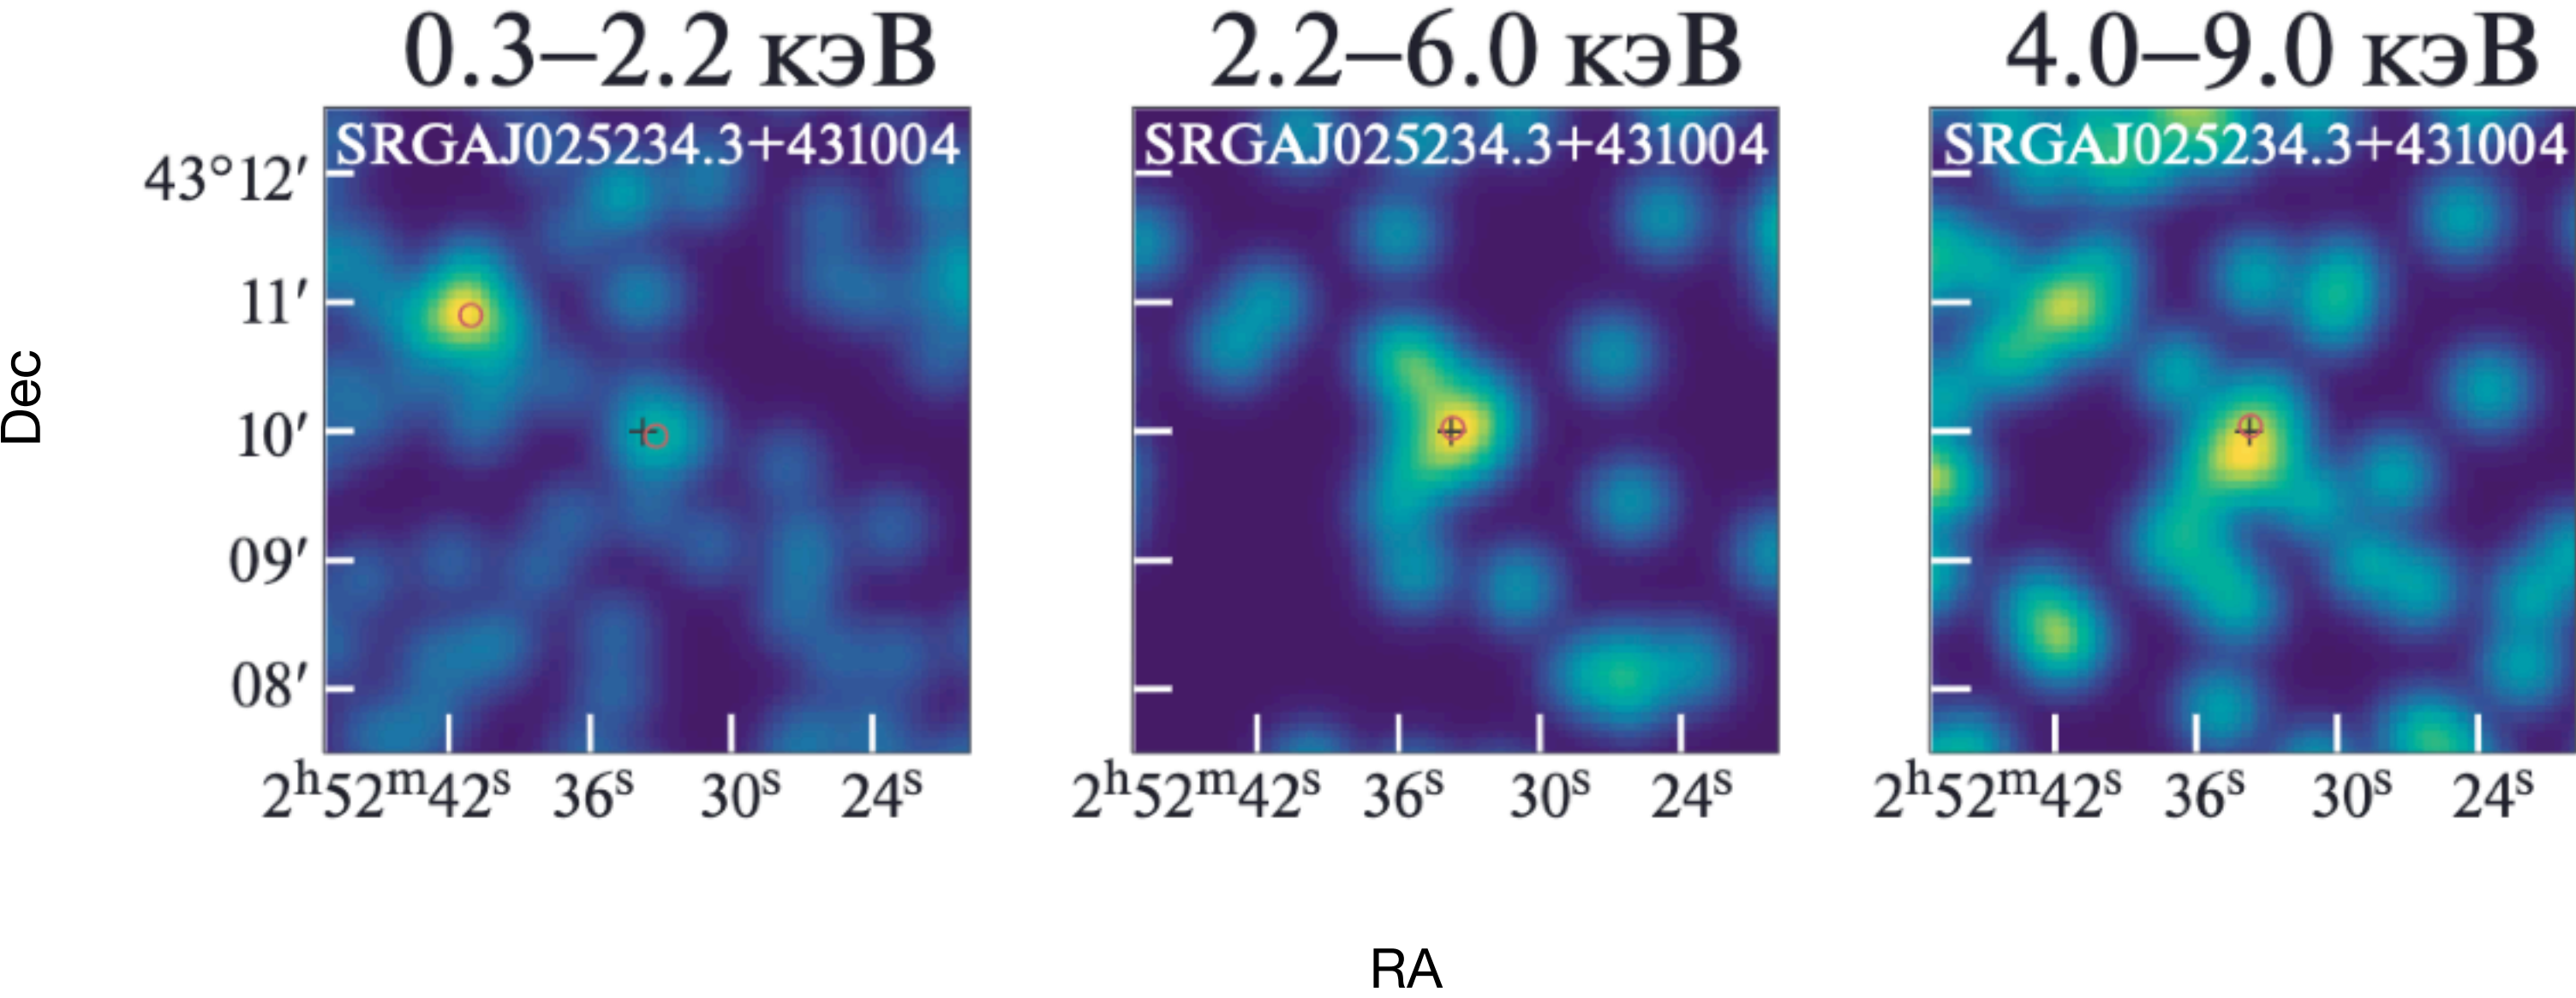 0.3–2.2 кэВ
2.2–6.0 кэВ
4.0–9.0 кэВ
SRGAJ025234.3+431004
SRGAJ025234.3+431004
SRGAJ025234.3+431004
43°12′
11′
10′
09′
08′
Dec
2ʰ52ᵐ42ˢ 36ˢ 30ˢ 24ˢ
2ʰ52ᵐ42ˢ 36ˢ 30ˢ 24ˢ
2ʰ52ᵐ42ˢ 36ˢ 30ˢ 24ˢ
RA